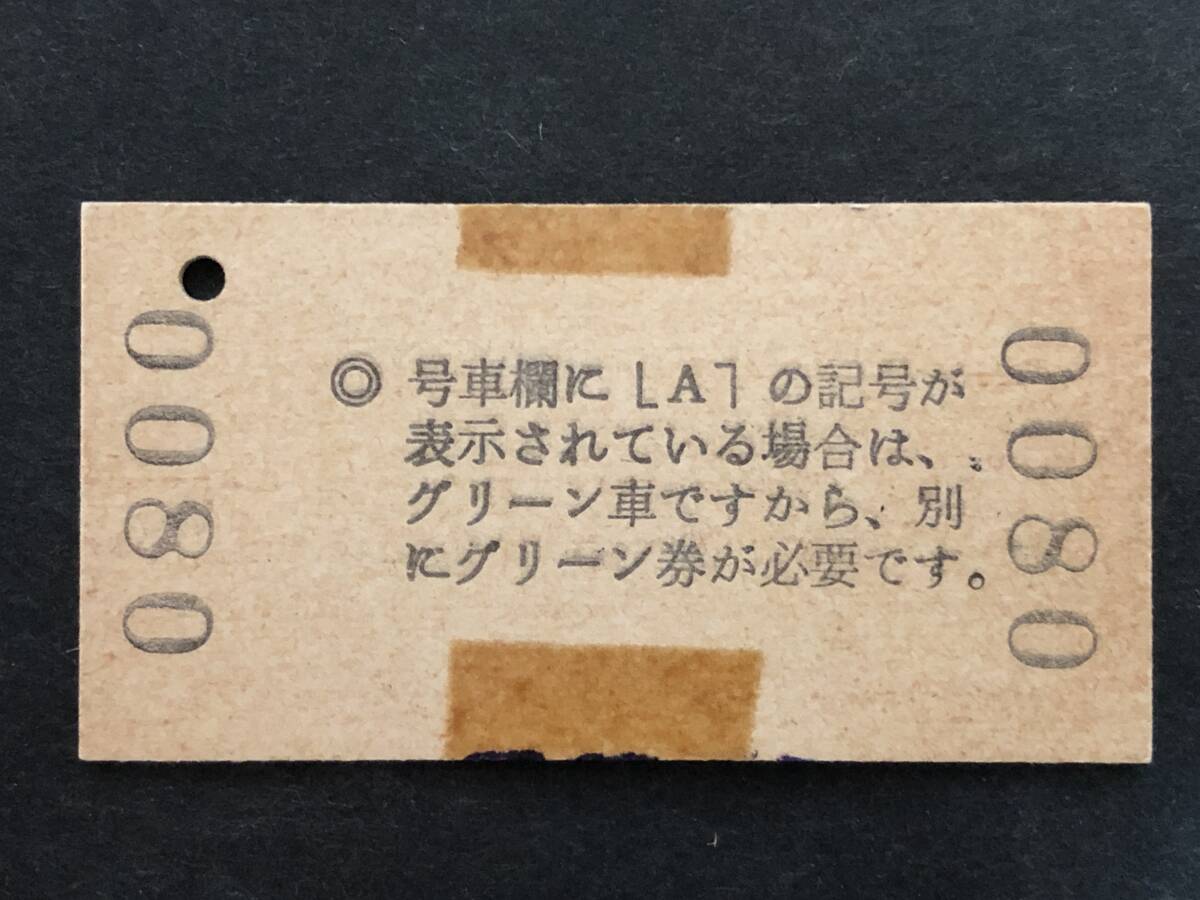 0080
◎ 号車欄に「A」の記号が
表示されている場合は、
グリーン車ですから、別
にグリーン券が必要です。
0080